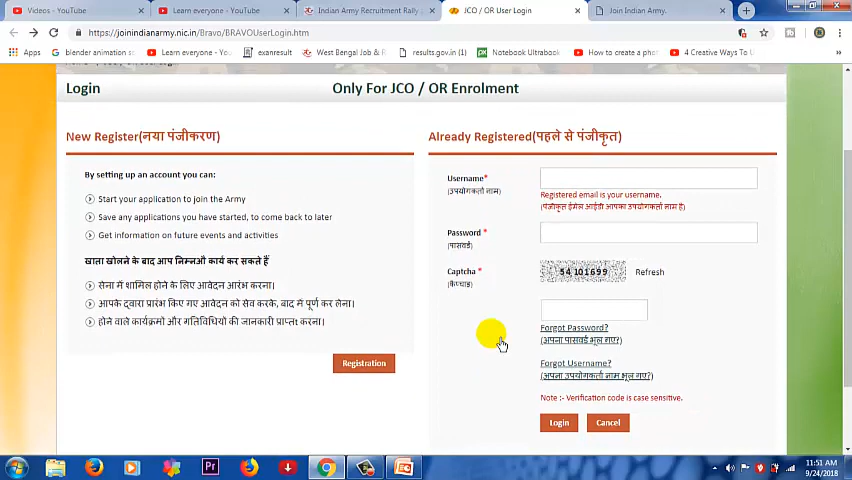 Videos - YouTube
Learn everyone - YouTube
Indian Army Recruitment Rally
JCO / OR User Login
Join Indian Army.
https://joinindianarmy.nic.in/Bravo/BRAVOUserLogin.htm
Apps
G
blender animation
Learn everyone - Yo
exanresult
West Bengal Job & R
results.gov.in (1)
Notebook Ultrabook
How to create a phot
4 Creative Ways To
Login
Only For JCO / OR Enrolment
New Register(नया पंजीकरण)
Already Registered(पहले से पंजीकृत)
By setting up an account you can:
Start your application to join the Army
Save any applications you have started, to come back to later
Get information on future events and activities
खाता खोलने के बाद आप निम्नऔ कार्य कर सकते हैं
सेना में शामिल होने के लिए आवेदन आरंभ करना।
आपके द्वारा प्रारंभ किए गए आवेदन को सेव करके, बाद में पूर्ण कर लेना।
होने वाले कार्यक्रमों और गतिविधियों की जानकारी प्राप्तः करना।
Registration
Username*
(उपयोगकर्ता नाम)
Registered email is your username.
(पंजीकृत ईमेल आईडी आपका उपयोगकर्ता नाम है)
Password *
(पासवर्ड)
Captcha *
(कैप्चाह)
54101699
Refresh
Forgot Password?
(अपना पासवर्ड भूल गए?)
Forgot Username?
(अपना उपयोगकर्ता नाम भूल गए?)
Note :- Verification code is case sensitive.
Login
Cancel
Pr
11:51 AM
9/24/2018